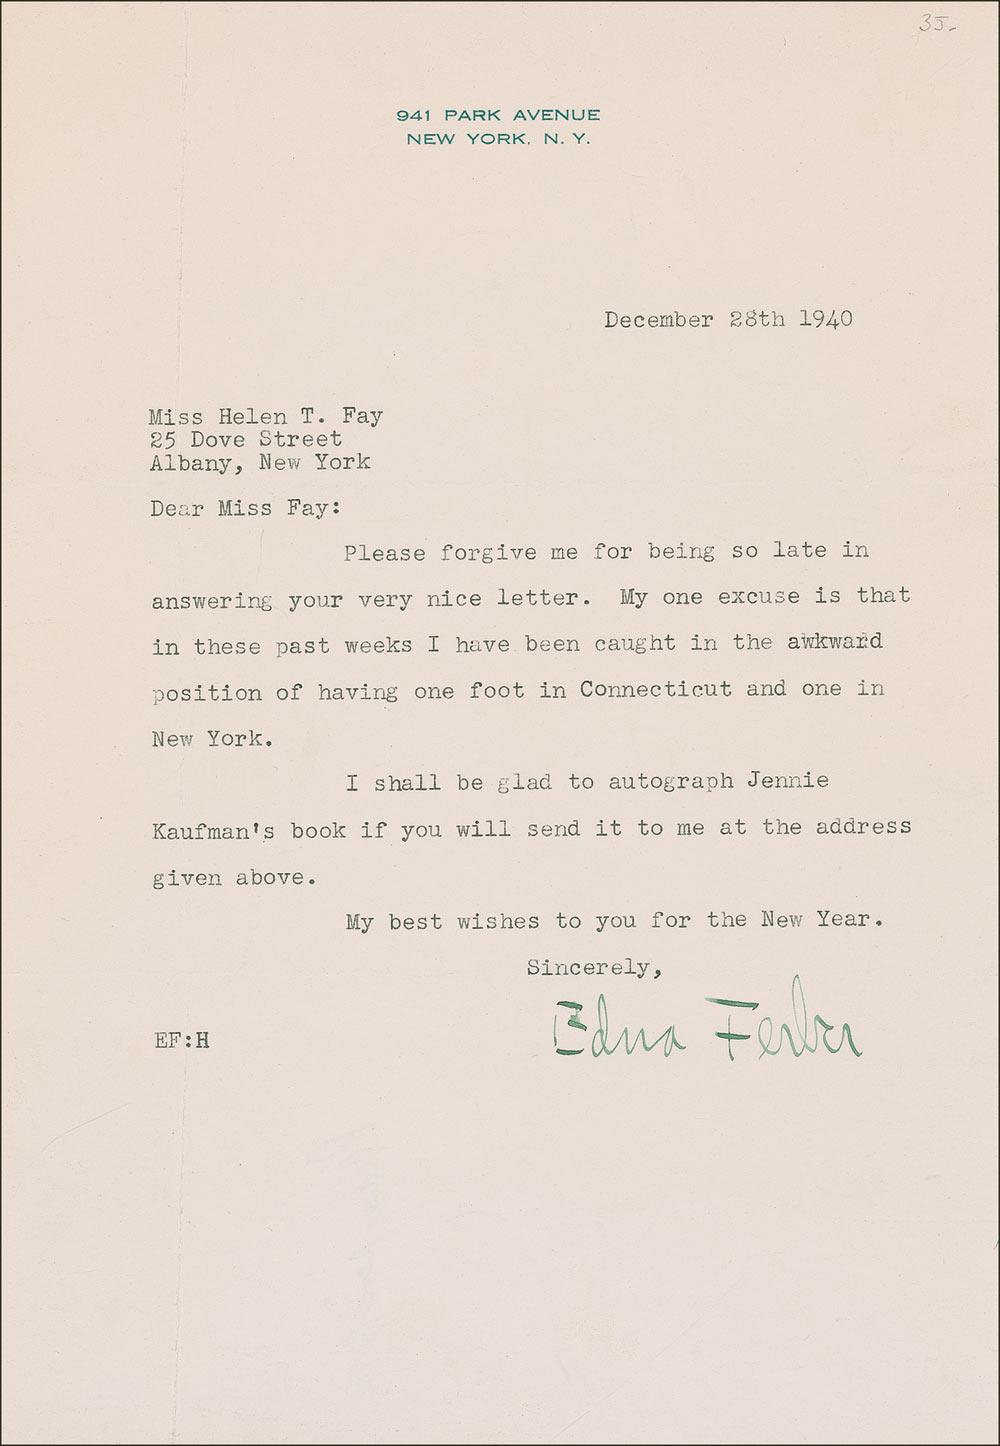 35-
941 PARK AVENUE
NEW YORK, N. Y.
December 28th 1940
Miss Helen T. Fay
25 Dove Street
Albany, New York
Dear Miss Fay:
Please forgive me for being so late in
answering your very nice letter.  My one excuse is that
in these past weeks I have been caught in the awkward
position of having one foot in Connecticut and one in
New York.
I shall be glad to autograph Jennie
Kaufman's book if you will send it to me at the address
given above.
My best wishes to you for the New Year.
Sincerely,
Edna Ferber
EF:H